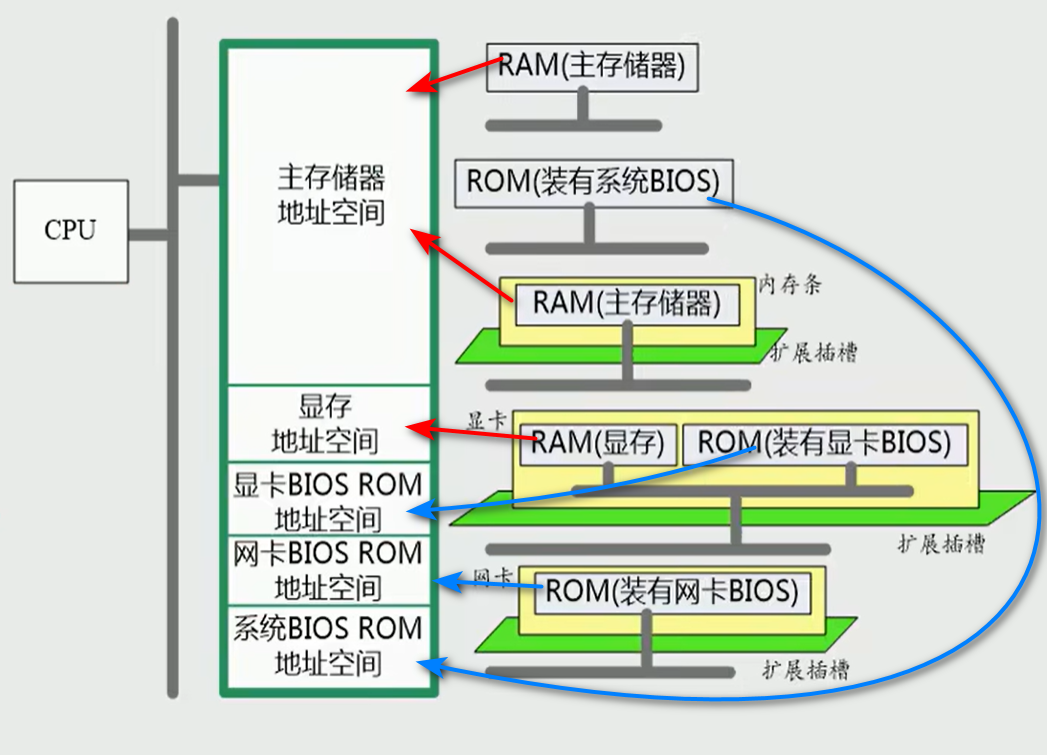 CPU
主存储器
地址空间
显存
地址空间
显卡BIOS ROM
地址空间
网卡BIOS ROM
地址空间
系统BIOS ROM
地址空间
RAM(主存储器)
ROM(装有系统BIOS)
内存条
RAM(主存储器)
扩展插槽
显卡
RAM(显存)
ROM(装有显卡BIOS)
扩展插槽
网卡
ROM(装有网卡BIOS)
扩展插槽